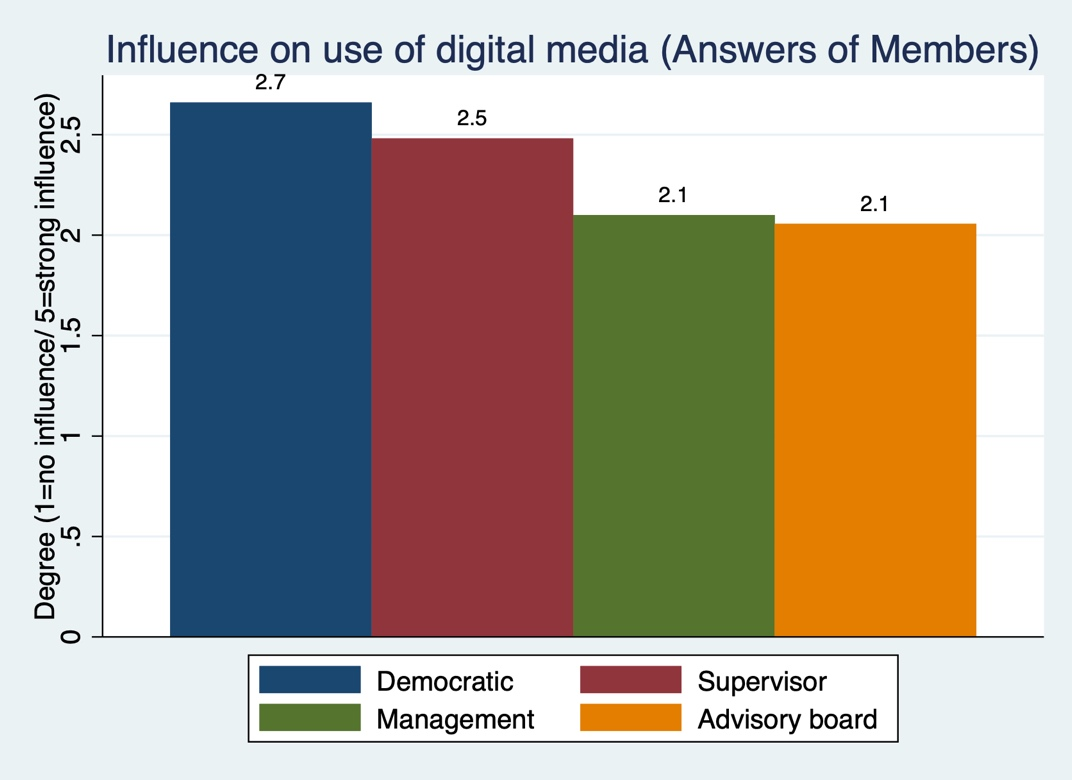 Influence on use of digital media (Answers of Members)
Degree (1=no influence/ 5=strong influence)
2.5
2
1.5
1
.5
0
2.7
2.5
2.1
2.1
Democratic
Supervisor
Management
Advisory board